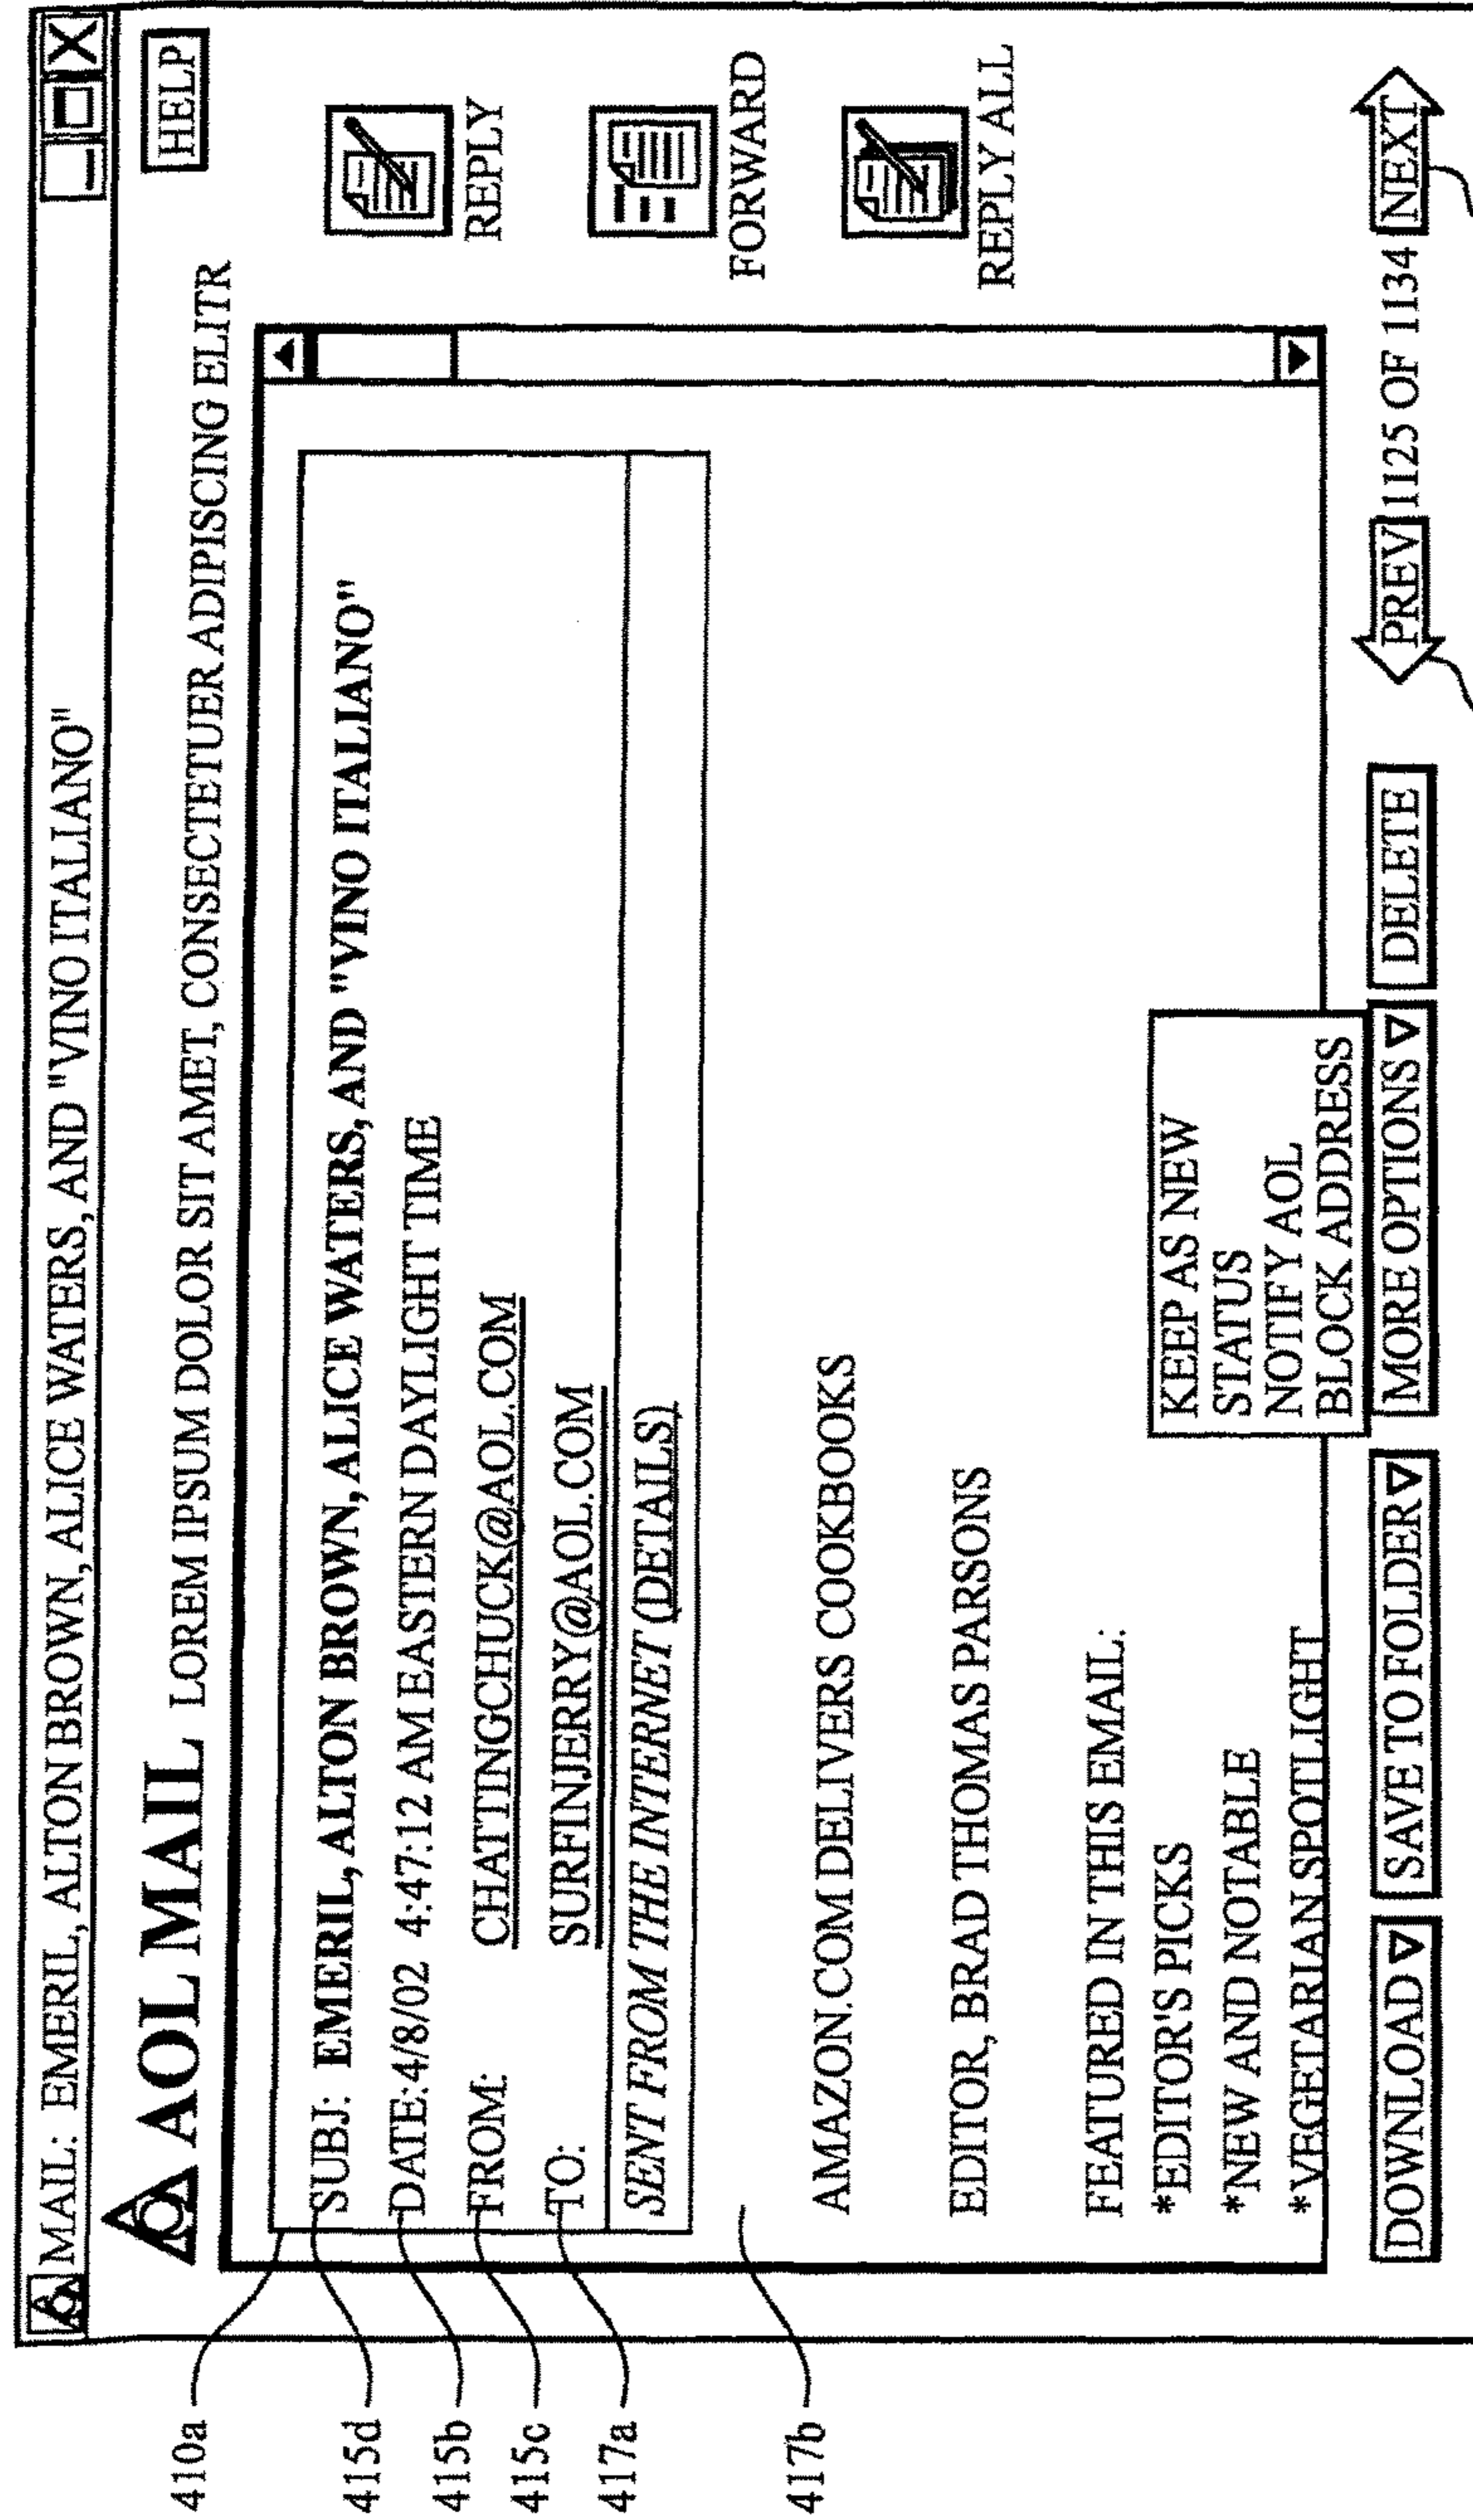 MAIL: EMERIL, ALTON BROWN, ALICE WATERS, AND "VINO ITALIANO"
HELP
AOL MAIL LOREM IPSUM DOLOR SIT AMET, CONSECTETUER ADIPISCING ELITR
410a
415d
SUBJ: EMERIL, ALTON BROWN, ALICE WATERS, AND "VINO ITALIANO"
415b
DATE:4/8/02 4:47:12 AM EASTERN DAYLIGHT TIME
415c
FROM: CHATTINGCHUCK@AOL.COM
417a
TO: SURFINJERRY@AOL.COM
SENT FROM THE INTERNET (DETAILS)
417b
AMAZON.COM DELIVERS COOKBOOKS
EDITOR, BRAD THOMAS PARSONS
FEATURED IN THIS EMAIL:
*EDITOR'S PICKS
*NEW AND NOTABLE
*VEGETARIAN SPOTLIGHT
REPLY
FORWARD
REPLY ALL
KEEP AS NEW
STATUS
NOTIFY AOL
BLOCK ADDRESS
DOWNLOAD SAVE TO FOLDER MORE OPTIONS DELETE PREV 1125 OF 1134 NEXT